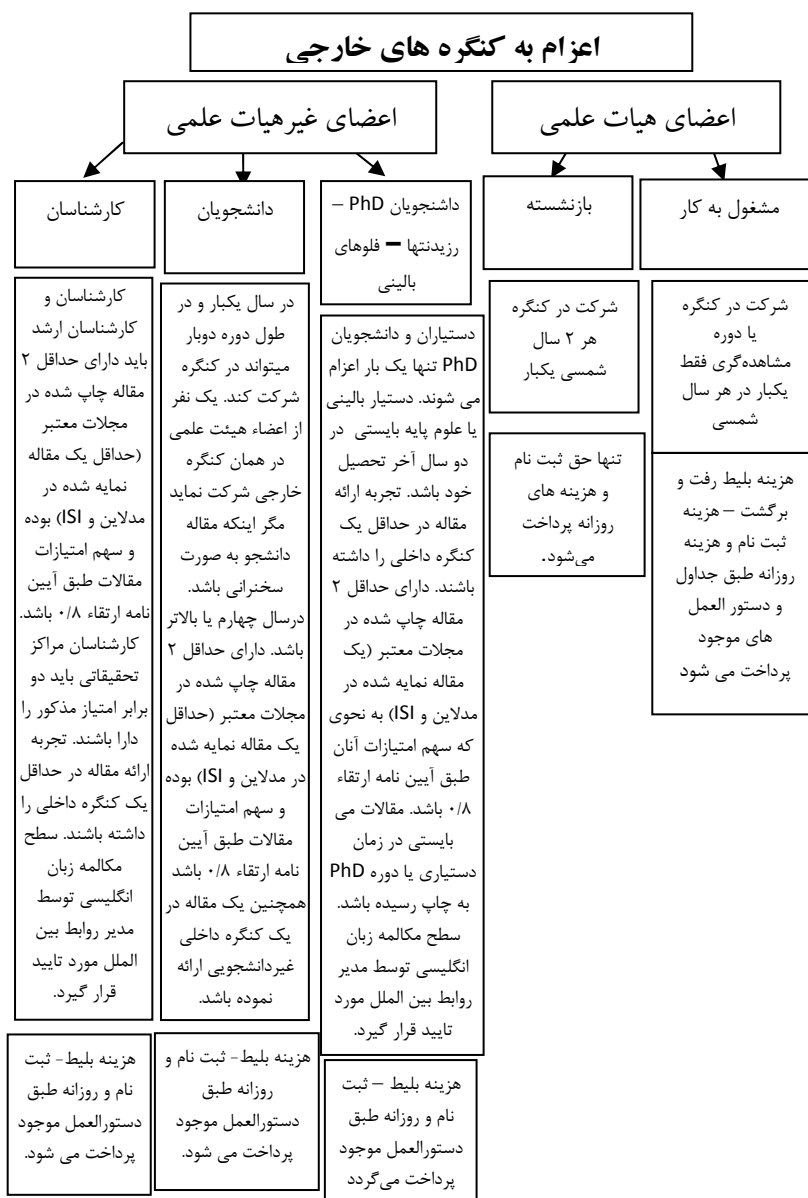 اعزام به کنگره های خارجی
اعضای هیات علمی
اعضای غیرهیات علمی
مشغول به کار
بازنشسته
داشنجویان PhD –
رزیدنتها – فلوهای
بالینی
دانشجویان
کارشناسان
شرکت در کنگره
یا دوره
مشاهده‌گری فقط
یکبار در هر سال
شمسی
هزینه بلیط رفت و
برگشت – هزینه
ثبت نام و هزینه
روزانه طبق جداول
و دستور العمل
های موجود
پرداخت می شود
شرکت در کنگره
هر ۲ سال
شمسی یکبار
تنها حق ثبت نام
و هزینه های
روزانه پرداخت
می‌شود.
دستیاران و دانشجویان
PhD تنها یک بار اعزام
می شوند. دستیار بالینی
یا علوم پایه بایستی در
دو سال آخر تحصیل
خود باشد. تجربه ارائه
مقاله در حداقل یک
کنگره داخلی را داشته
باشند. دارای حداقل ۲
مقاله چاپ شده در
مجلات معتبر (یک
مقاله نمایه شده در
مدلاین و ISI) به نحوی
که سهم امتیازات آنان
طبق آیین نامه ارتقاء
۰/۸ باشد. مقالات می
بایستی در زمان
دستیاری یا دوره PhD
به چاپ رسیده باشد.
سطح مکالمه زبان
انگلیسی توسط مدیر
روابط بین الملل مورد
تایید قرار گیرد.
هزینه بلیط – ثبت
نام و روزانه طبق
دستورالعمل موجود
پرداخت می‌گردد
در سال یکبار و در
طول دوره دوبار
میتواند در کنگره
شرکت کند. یک نفر
از اعضاء هیئت علمی
در همان کنگره
خارجی شرکت نماید
مگر اینکه مقاله
دانشجو به صورت
سخنرانی باشد.
درسال چهارم یا بالاتر
باشد. دارای حداقل ۲
مقاله چاپ شده در
مجلات معتبر (حداقل
یک مقاله نمایه شده
در مدلاین و ISI) بوده
و سهم امتیازات
مقالات طبق آیین
نامه ارتقاء ۰/۸ باشد
همچنین یک مقاله در
یک کنگره داخلی
غیردانشجویی ارائه
نموده باشد.
هزینه بلیط- ثبت نام و
روزانه طبق
دستورالعمل موجود
پرداخت می شود.
کارشناسان و
کارشناسان ارشد
باید دارای حداقل ۲
مقاله چاپ شده در
مجلات معتبر
(حداقل یک مقاله
نمایه شده در
مدلاین و ISI) بوده
و سهم امتیازات
مقالات طبق آیین
نامه ارتقاء ۰/۸ باشد.
کارشناسان مراکز
تحقیقاتی باید دو
برابر امتیاز مذکور را
دارا باشند. تجربه
ارائه مقاله در حداقل
یک کنگره داخلی را
داشته باشند. سطح
مکالمه زبان
انگلیسی توسط
مدیر روابط بین
الملل مورد تایید
قرار گیرد.
هزینه بلیط- ثبت
نام و روزانه طبق
دستورالعمل موجود
پرداخت می شود.